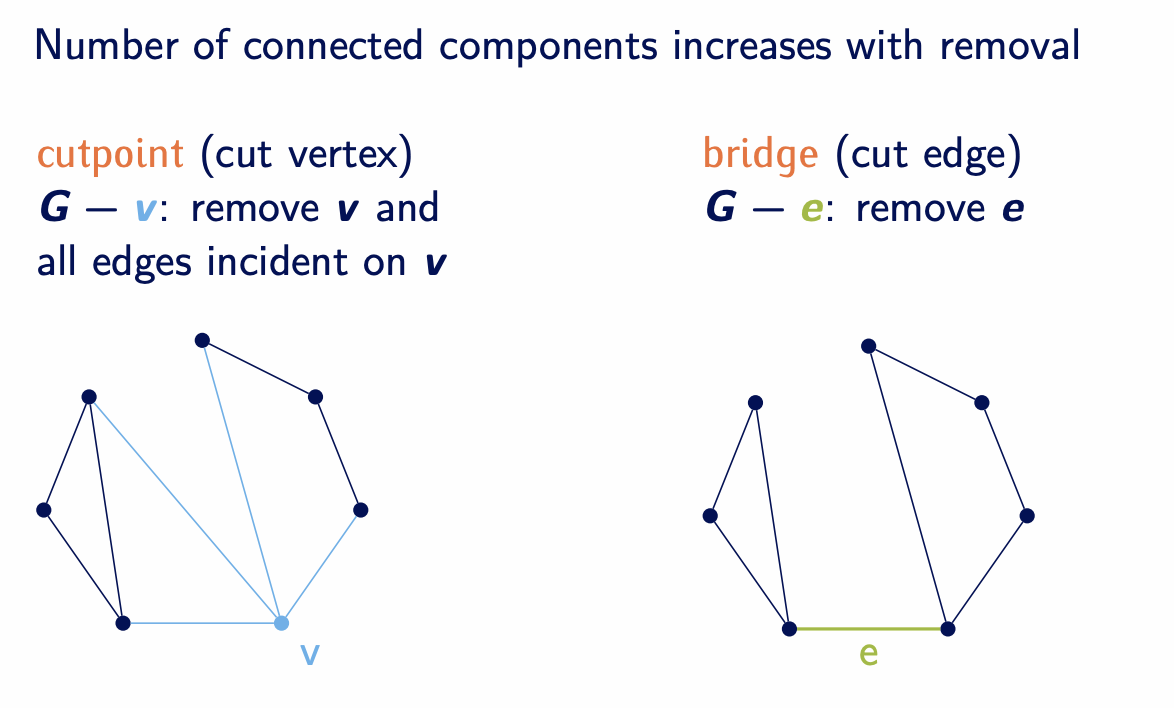 Number of connected components increases with removal
cutpoint (cut vertex)
G − v: remove v and
all edges incident on v
bridge (cut edge)
G − e: remove e
v
e